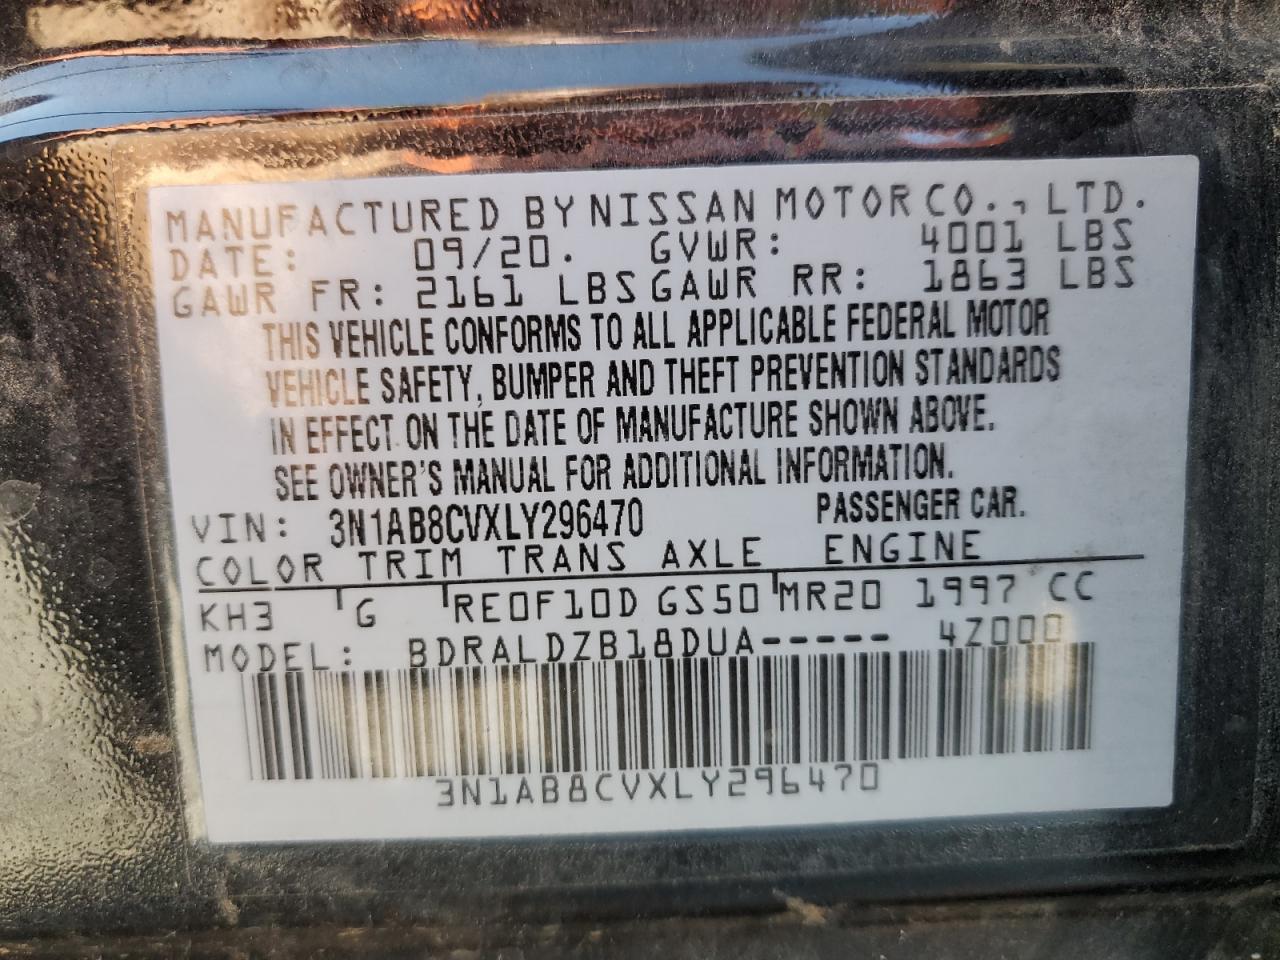 MANUFACTURED BY NISSAN MOTOR CO., LTD.
DATE: 09/20. GVWR: 4001 LBS
GAWR FR: 2161 LBS GAWR RR: 1863 LBS
THIS VEHICLE CONFORMS TO ALL APPLICABLE FEDERAL MOTOR
VEHICLE SAFETY, BUMPER AND THEFT PREVENTION STANDARDS
IN EFFECT ON THE DATE OF MANUFACTURE SHOWN ABOVE.
SEE OWNER'S MANUAL FOR ADDITIONAL INFORMATION.
VIN: 3N1AB8CVXLY296470 PASSENGER CAR.
COLOR TRIM TRANS AXLE ENGINE
KH3 G RE0F10D GS50 MR20 1997 CC
MODEL: BDRALDZB18DUA----- 4Z000
3N1AB8CVXLY296470